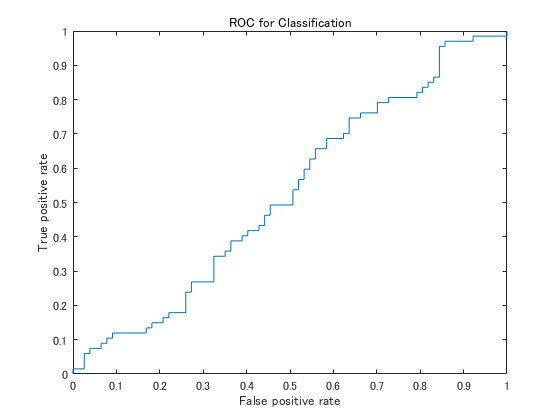 ROC for Classification
1
0.9
0.8
0.7
0.6
0.5
0.4
0.3
0.2
0.1
0
True positive rate
0 0.1 0.2 0.3 0.4 0.5 0.6 0.7 0.8 0.9 1
False positive rate